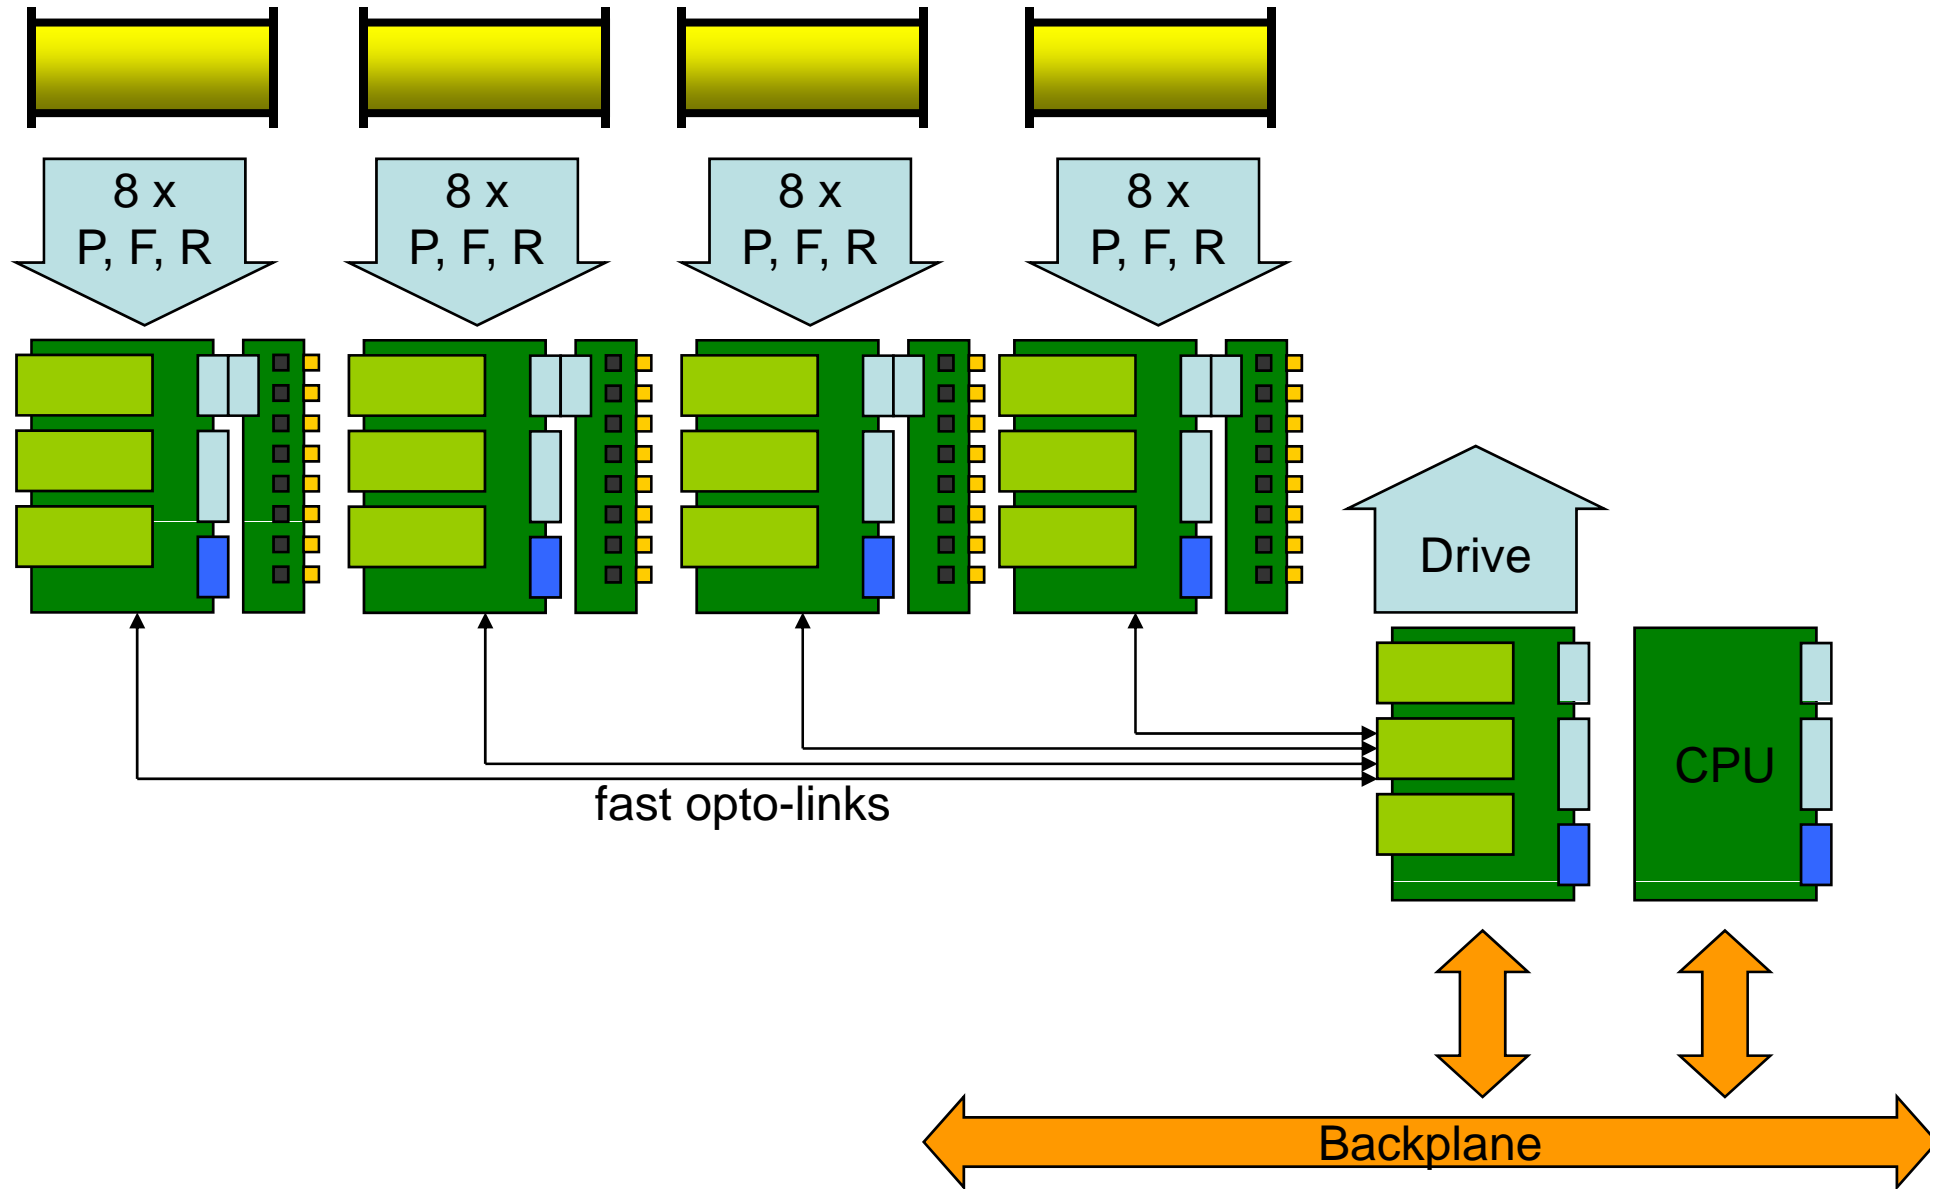 8 x
P, F, R
8 x
P, F, R
8 x
P, F, R
8 x
P, F, R
Drive
CPU
fast opto-links
Backplane